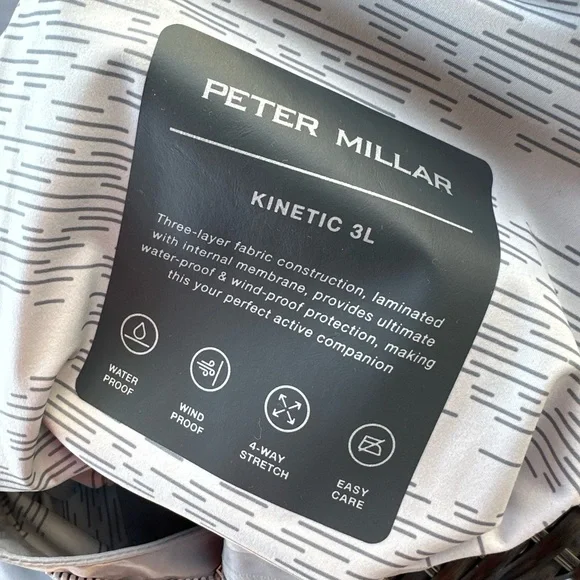 PETER MILLAR
KINETIC 3L
Three-layer fabric construction, laminated
with internal membrane, provides ultimate
water-proof & wind-proof protection, making
this your perfect active companion
WATER
PROOF
WIND
PROOF
4-WAY
STRETCH
EASY
CARE